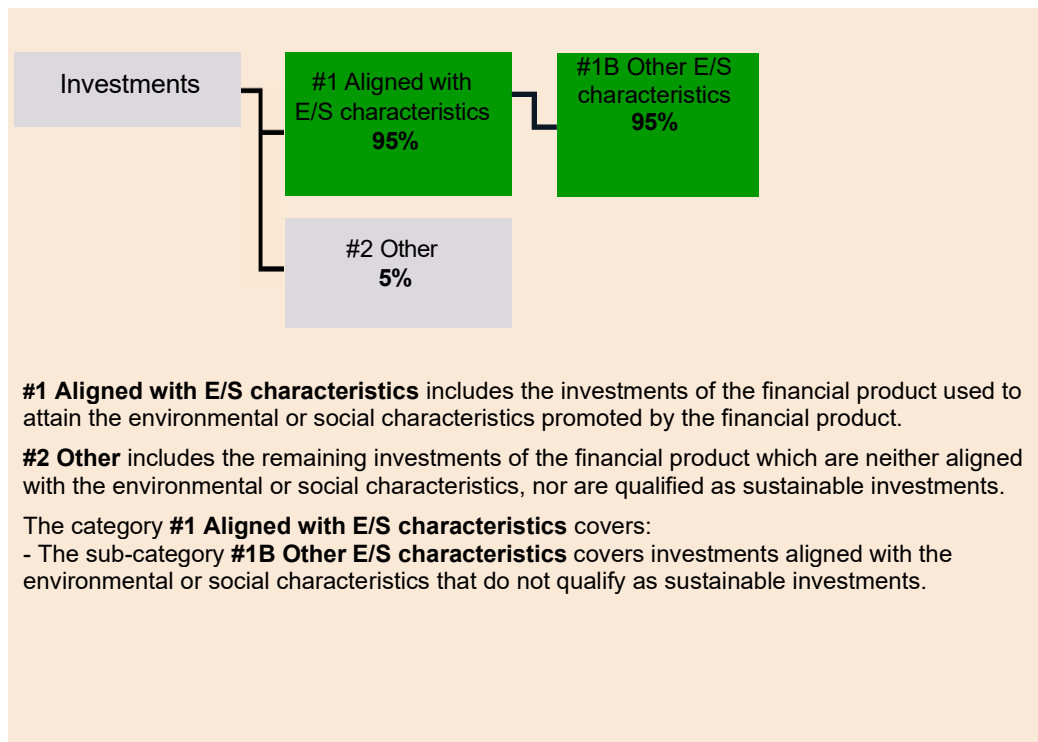 Investments
#1 Aligned with
E/S characteristics
95%
#1B Other E/S
characteristics
95%
#2 Other
5%
#1 Aligned with E/S characteristics includes the investments of the financial product used to
attain the environmental or social characteristics promoted by the financial product.
#2 Other includes the remaining investments of the financial product which are neither aligned
with the environmental or social characteristics, nor are qualified as sustainable investments.
The category #1 Aligned with E/S characteristics covers:
- The sub-category #1B Other E/S characteristics covers investments aligned with the
environmental or social characteristics that do not qualify as sustainable investments.